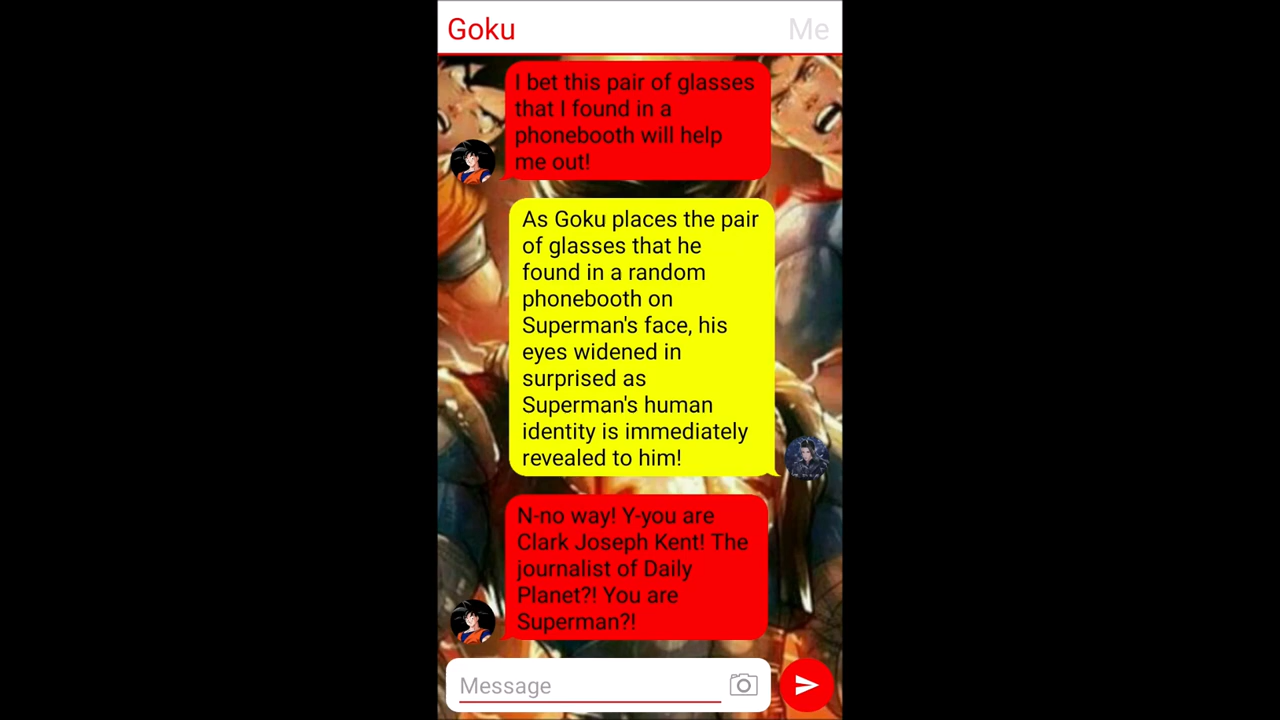 Goku
Me
I bet this pair of glasses
that I found in a
phonebooth will help
me out!
As Goku places the pair
of glasses that he
found in a random
phonebooth on
Superman's face, his
eyes widened in
surprised as
Superman's human
identity is immediately
revealed to him!
N-no way! Y-you are
Clark Joseph Kent! The
journalist of Daily
Planet?! You are
Superman?!
Message